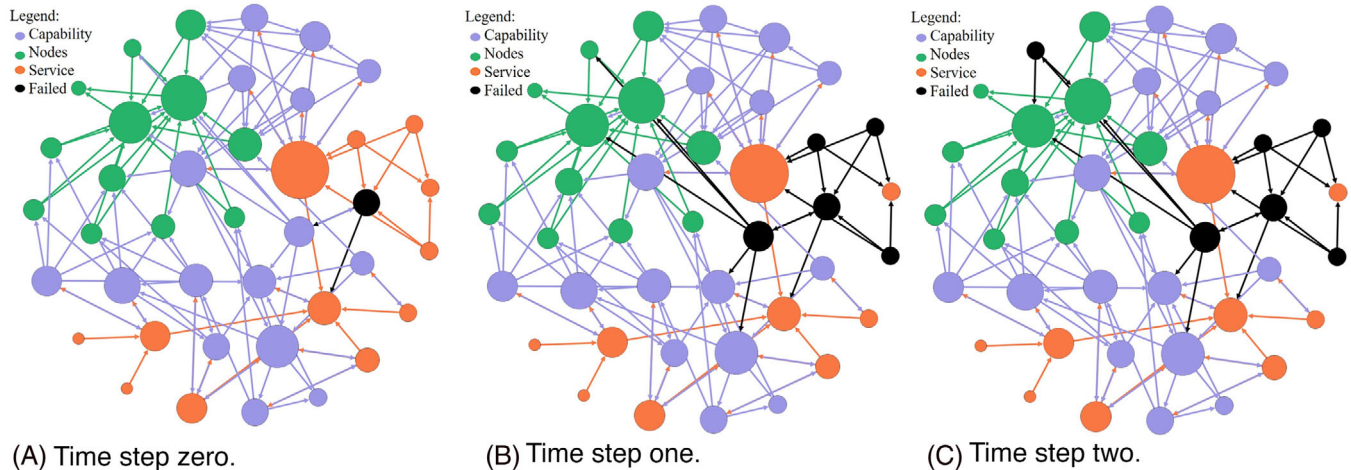 Legend:
Capability
Nodes
Service
Failed
Legend:
Capability
Nodes
Service
Failed
Legend:
Capability
Nodes
Service
Failed
(A) Time step zero.
(B) Time step one.
(C) Time step two.